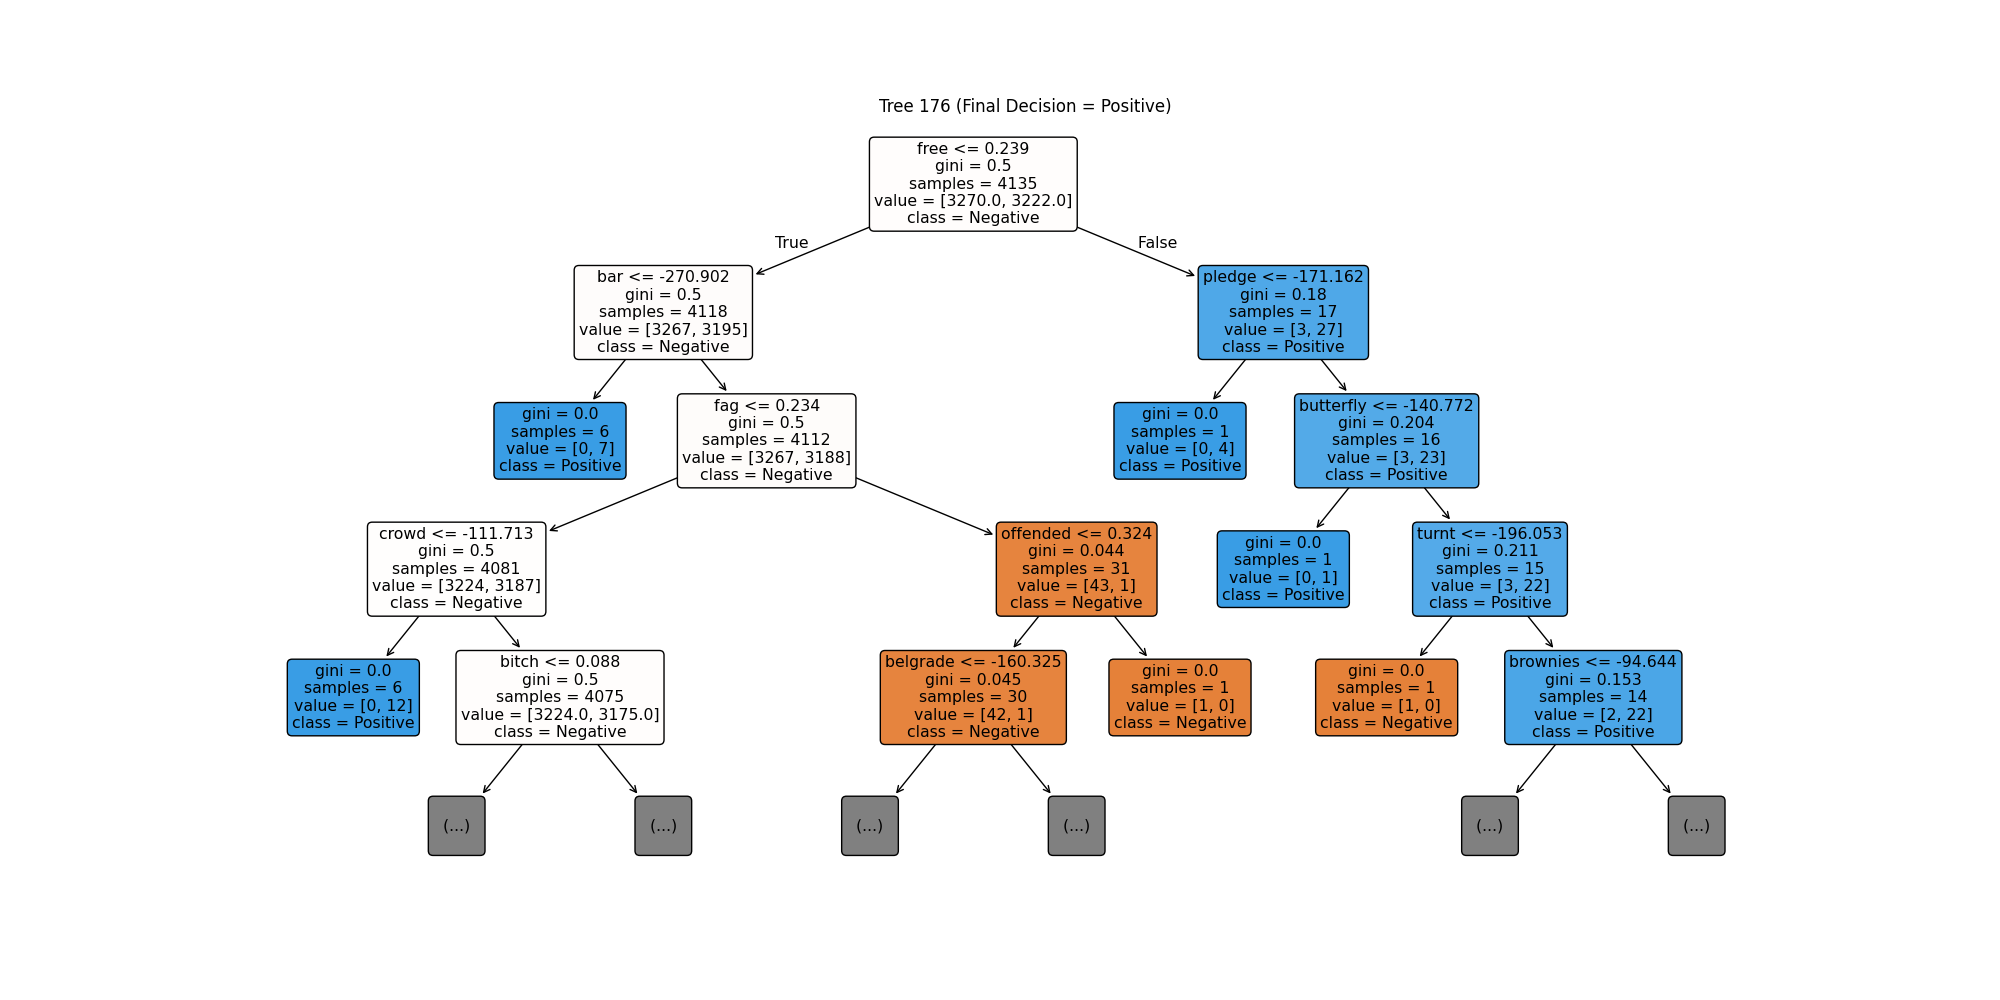 Tree 176 (Final Decision = Positive)
free <= 0.239
gini = 0.5
samples = 4135
value = [3270.0, 3222.0]
class = Negative
True
False
bar <= -270.902
gini = 0.5
samples = 4118
value = [3267, 3195]
class = Negative
pledge <= -171.162
gini = 0.18
samples = 17
value = [3, 27]
class = Positive
gini = 0.0
samples = 6
value = [0, 7]
class = Positive
fag <= 0.234
gini = 0.5
samples = 4112
value = [3267, 3188]
class = Negative
gini = 0.0
samples = 1
value = [0, 4]
class = Positive
butterfly <= -140.772
gini = 0.204
samples = 16
value = [3, 23]
class = Positive
crowd <= -111.713
gini = 0.5
samples = 4081
value = [3224, 3187]
class = Negative
offended <= 0.324
gini = 0.044
samples = 31
value = [43, 1]
class = Negative
gini = 0.0
samples = 1
value = [0, 1]
class = Positive
turnt <= -196.053
gini = 0.211
samples = 15
value = [3, 22]
class = Positive
gini = 0.0
samples = 6
value = [0, 12]
class = Positive
bitch <= 0.088
gini = 0.5
samples = 4075
value = [3224.0, 3175.0]
class = Negative
belgrade <= -160.325
gini = 0.045
samples = 30
value = [42, 1]
class = Negative
gini = 0.0
samples = 1
value = [1, 0]
class = Negative
gini = 0.0
samples = 1
value = [1, 0]
class = Negative
brownies <= -94.644
gini = 0.153
samples = 14
value = [2, 22]
class = Positive
(...)
(...)
(...)
(...)
(...)
(...)